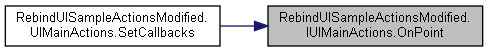 RebindUISampleActionsModified.
UIMainActions.SetCallbacks
RebindUISampleActionsModified.
IUIMainActions.OnPoint